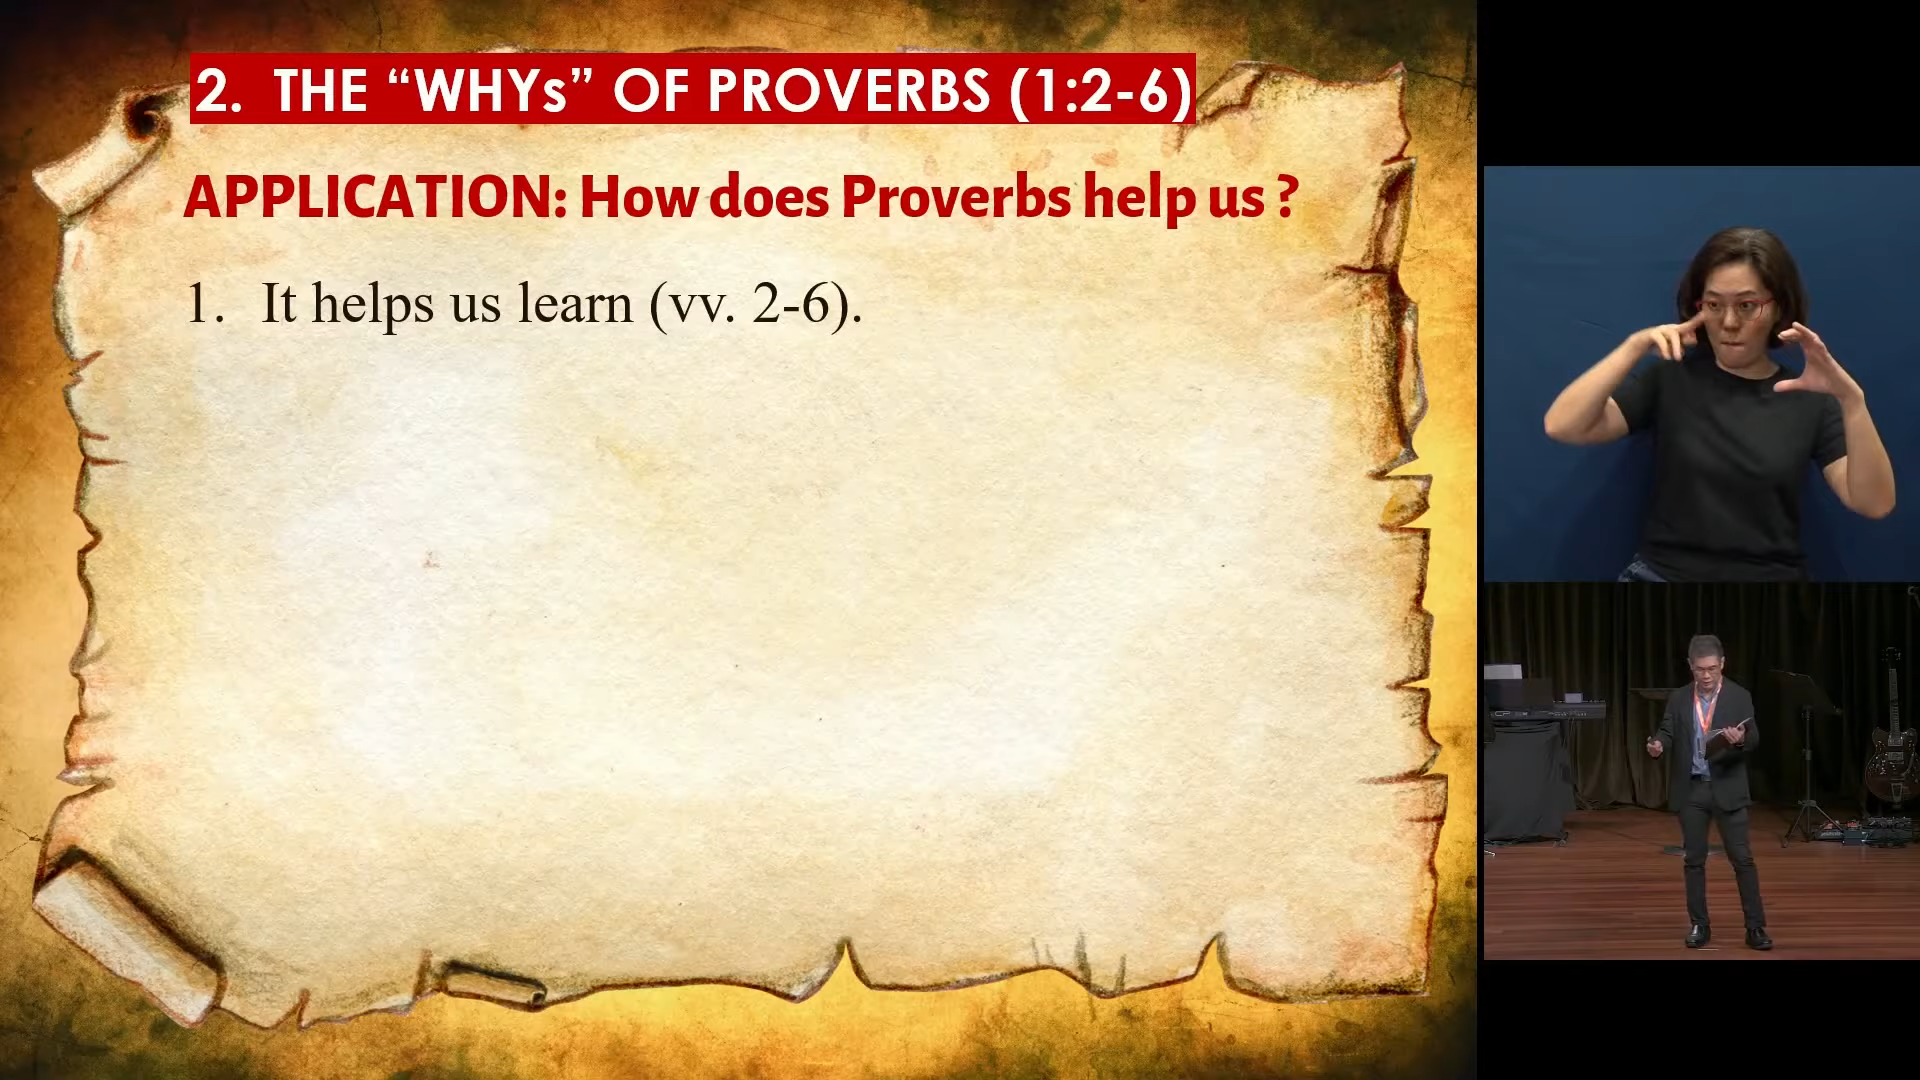 2. THE “WHYs” OF PROVERBS (1:2-6)
APPLICATION: How does Proverbs help us ?
1. It helps us learn (vv. 2-6).